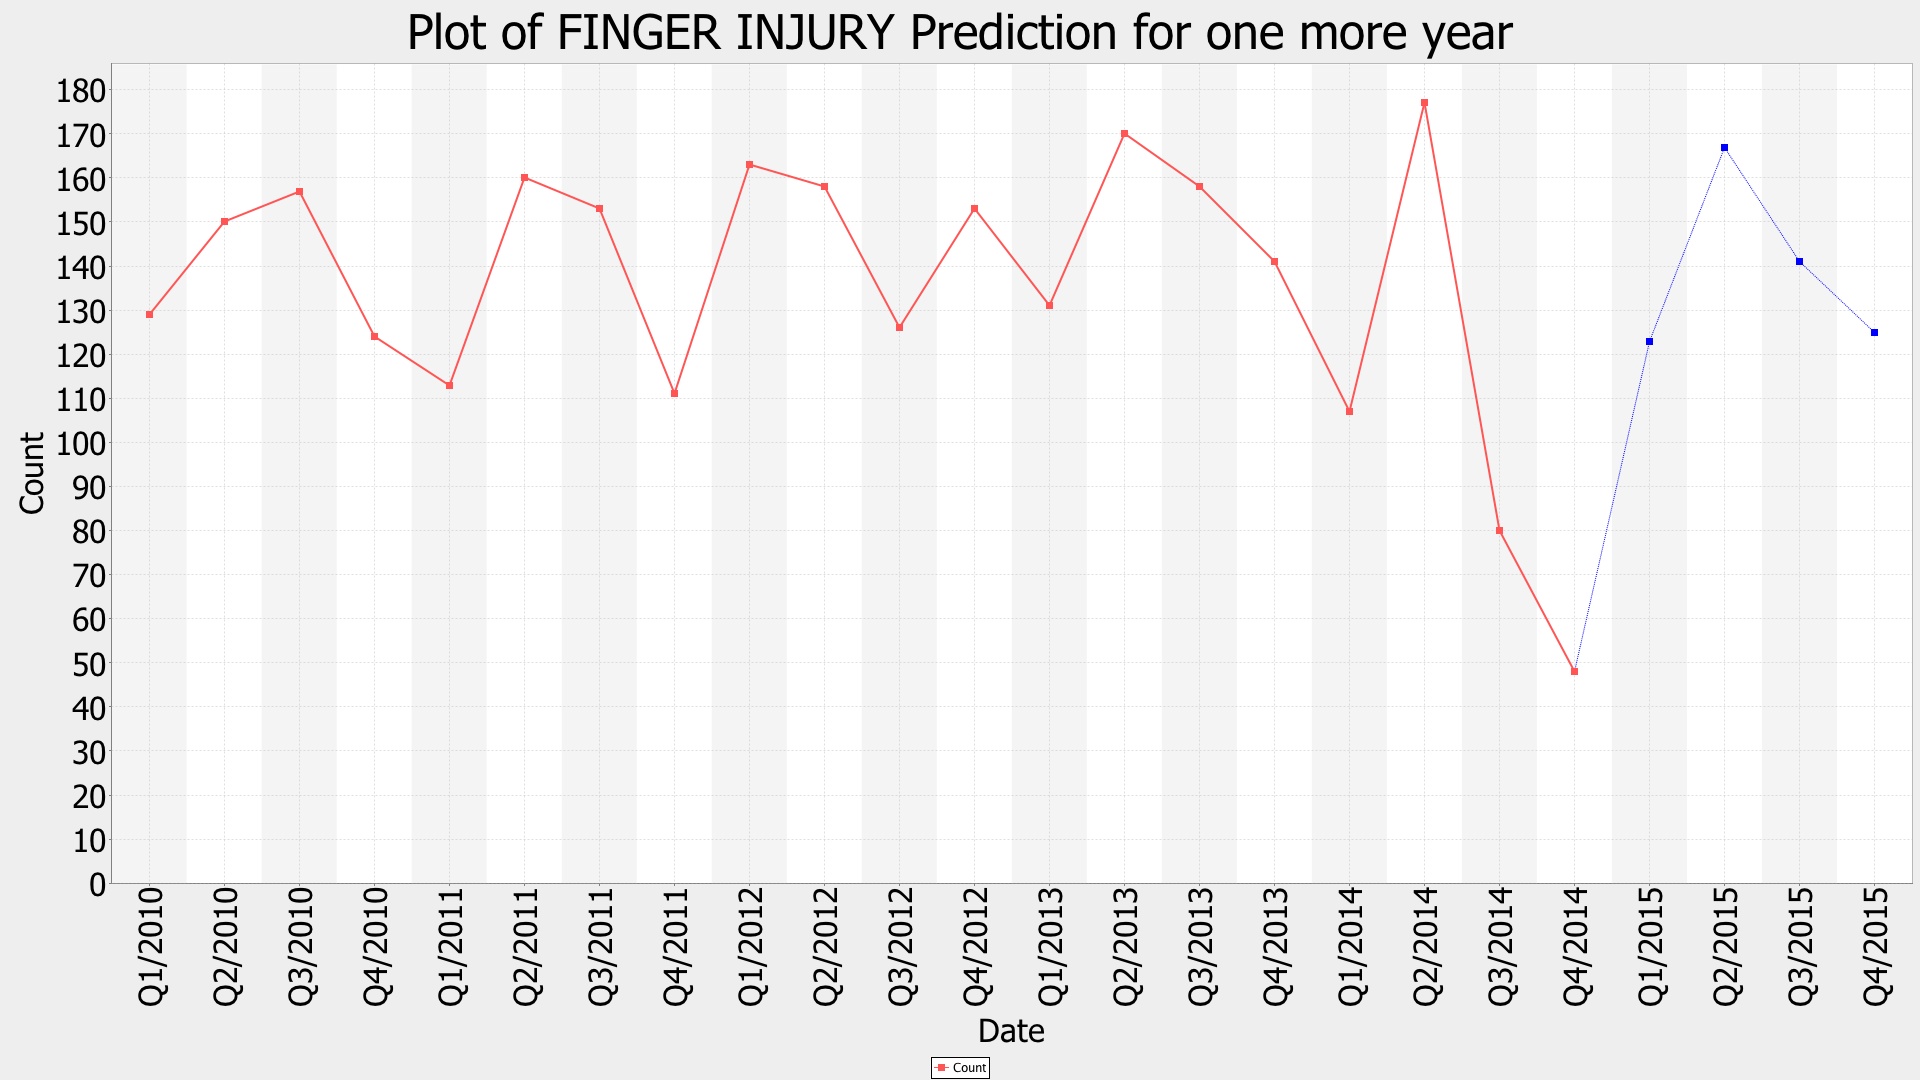 Plot of FINGER INJURY Prediction for one more year
180
170
160
150
140
130
120
110
100
90
80
70
60
50
40
30
20
10
0
Count
Q1/2010
Q2/2010
Q3/2010
Q4/2010
Q1/2011
Q2/2011
Q3/2011
Q4/2011
Q1/2012
Q2/2012
Q3/2012
Q4/2012
Q1/2013
Q2/2013
Q3/2013
Q4/2013
Q1/2014
Q2/2014
Q3/2014
Q4/2014
Q1/2015
Q2/2015
Q3/2015
Q4/2015
Date
Count